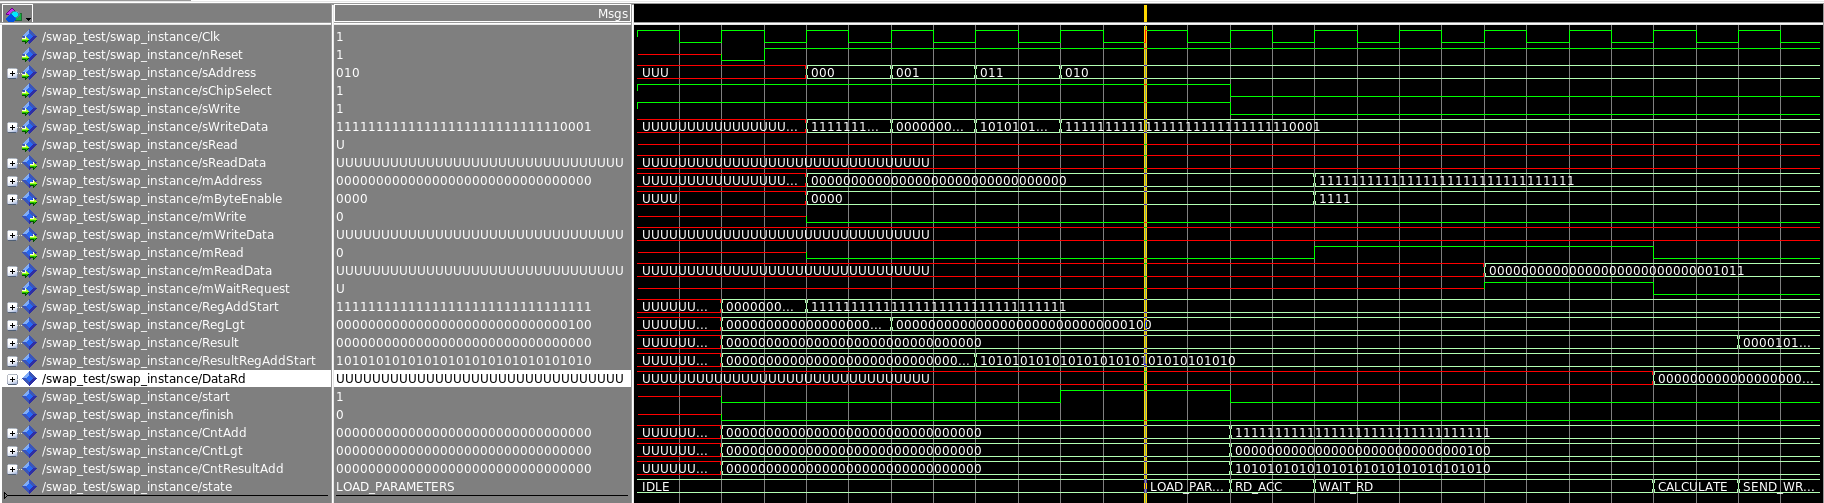 Msgs
/swap_test/swap_instance/Clk 1
/swap_test/swap_instance/nReset 1
/swap_test/swap_instance/sAddress 010 UUU 000 001 011 010
/swap_test/swap_instance/sChipSelect 1
/swap_test/swap_instance/sWrite 1
/swap_test/swap_instance/sWriteData 11111111111111111111111111110001 UUUUUUUUUUUUUUUU... 1111111... 0000000... 1010101... 11111111111111111111111111110001
/swap_test/swap_instance/sRead U
/swap_test/swap_instance/sReadData UUUUUUUUUUUUUUUUUUUUUUUUUUUUUUUU UUUUUUUUUUUUUUUUUUUUUUUUUUUUUUUU
/swap_test/swap_instance/mAddress 00000000000000000000000000000000 UUUUUUUUUUUUUUUU... 00000000000000000000000000000000 11111111111111111111111111111111
/swap_test/swap_instance/mByteEnable 0000 UUUU 0000 1111
/swap_test/swap_instance/mWrite 0
/swap_test/swap_instance/mWriteData UUUUUUUUUUUUUUUUUUUUUUUUUUUUUUUU UUUUUUUUUUUUUUUUUUUUUUUUUUUUUUUU
/swap_test/swap_instance/mRead 0
/swap_test/swap_instance/mReadData UUUUUUUUUUUUUUUUUUUUUUUUUUUUUUUU UUUUUUUUUUUUUUUUUUUUUUUUUUUUUUUU 00000000000000000000000000001011
/swap_test/swap_instance/mWaitRequest U
/swap_test/swap_instance/RegAddStart 11111111111111111111111111111111 UUUUUU... 0000000... 11111111111111111111111111111111
/swap_test/swap_instance/RegLgt 00000000000000000000000000000100 UUUUUU... 000000000000000000... 00000000000000000000000000000100
/swap_test/swap_instance/Result 00000000000000000000000000000000 UUUUUU... 00000000000000000000000000000000 0000101...
/swap_test/swap_instance/ResultRegAddStart 10101010101010101010101010101010 UUUUUU... 00000000000000000000000000000... 10101010101010101010101010101010
/swap_test/swap_instance/DataRd UUUUUUUUUUUUUUUUUUUUUUUUUUUUUUUU UUUUUUUUUUUUUUUUUUUUUUUUUUUUUUUU 000000000000000000...
/swap_test/swap_instance/start 1
/swap_test/swap_instance/finish 0
/swap_test/swap_instance/CntAdd 00000000000000000000000000000000 UUUUUU... 00000000000000000000000000000000 11111111111111111111111111111111
/swap_test/swap_instance/CntLgt 00000000000000000000000000000000 UUUUUU... 00000000000000000000000000000000 00000000000000000000000000000100
/swap_test/swap_instance/CntResultAdd 00000000000000000000000000000000 UUUUUU... 00000000000000000000000000000000 10101010101010101010101010101010
/swap_test/swap_instance/state LOAD_PARAMETERS IDLE LOAD_PAR... RD_ACC WAIT_RD CALCULATE SEND_WR...